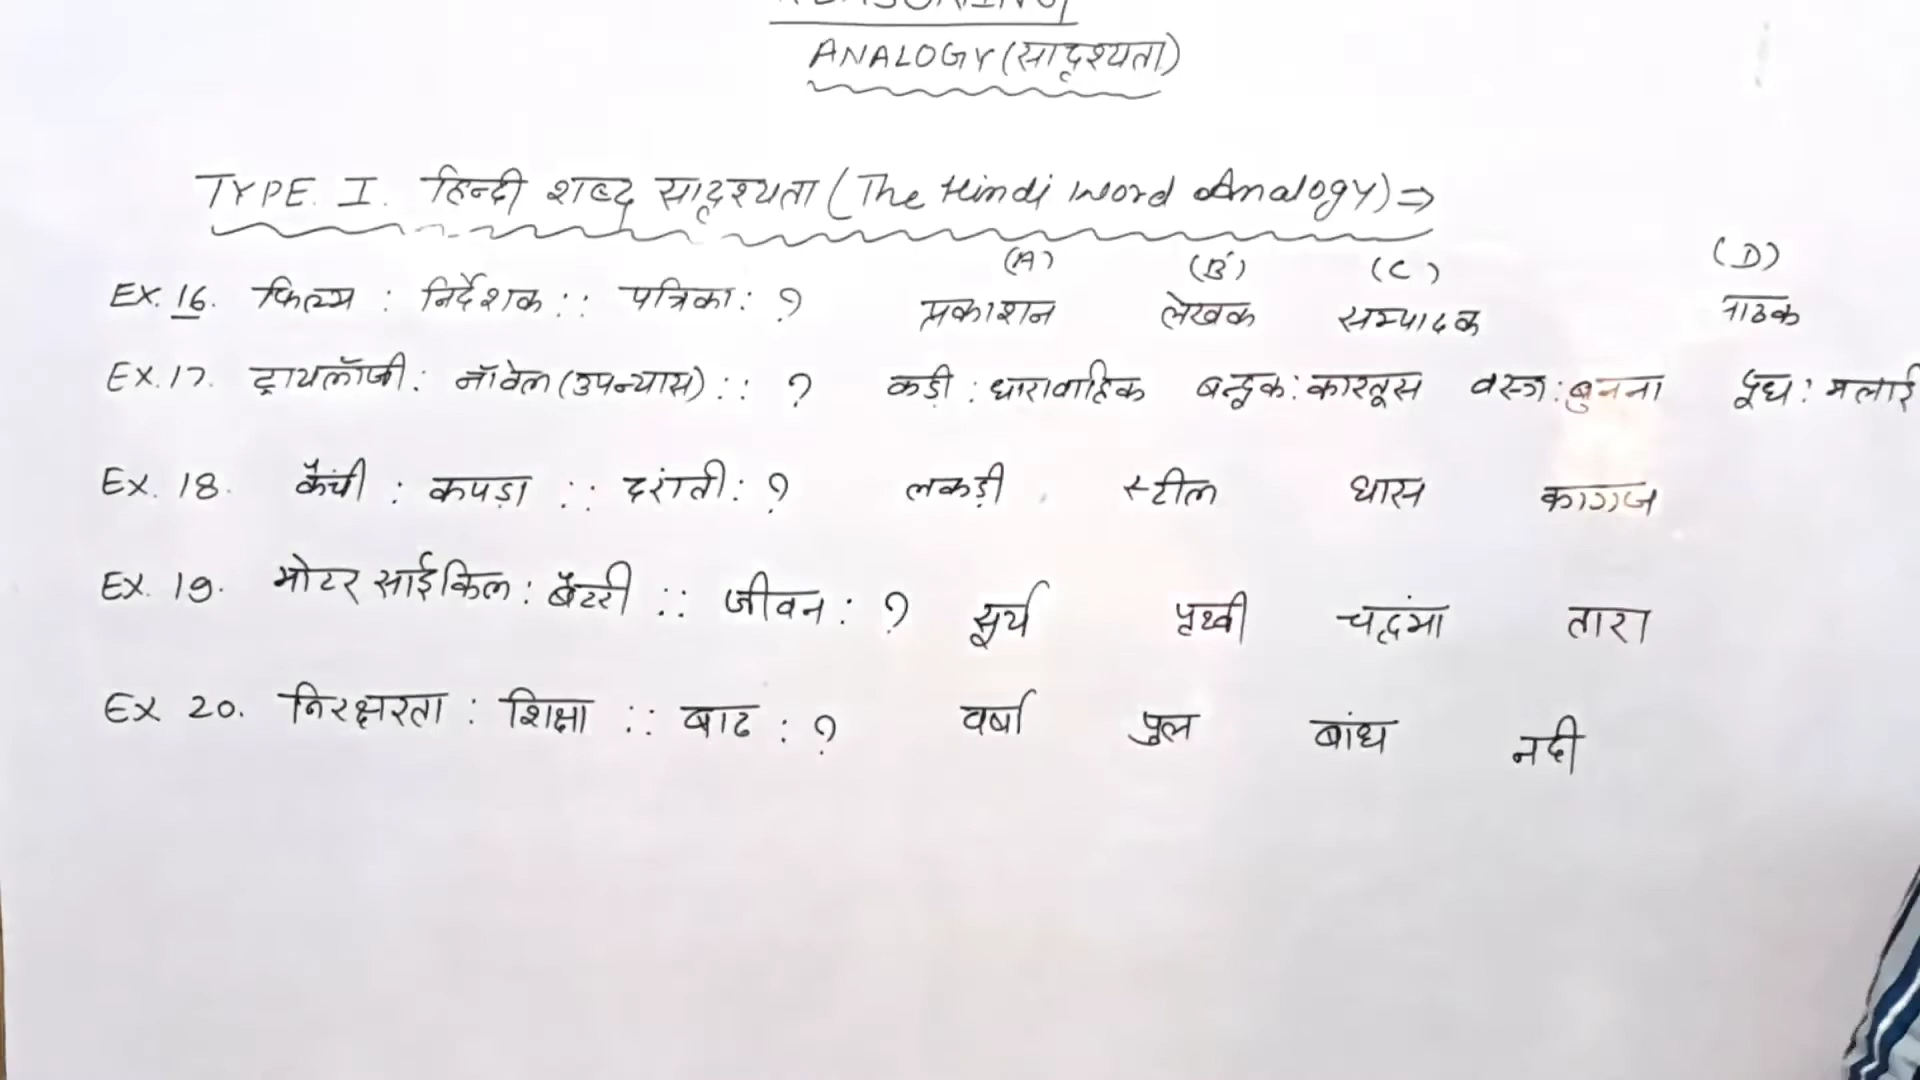 REASONING
ANALOGY (सादृश्यता)
TYPE. I. हिन्दी शब्द सादृश्यता (The Hindi word Analogy) ⇒
(A) (B) (C) (D)
EX. 16. फिल्म : निर्देशक :: पत्रिका : ? प्रकाशन लेखक सम्पादक पाठक
EX. 17. ट्रायलॉजी : नॉवेल (उपन्यास) :: ? कड़ी : धारावाहिक बन्दूक : कारतूस वस्त्र : बुनना दूध : मलाई
EX. 18. कैंची : कपड़ा :: दरांती : ? लकड़ी स्टील घास कागज
EX. 19. मोटर साईकिल : बैटरी :: जीवन : ? सूर्य पृथ्वी चद्रंमा तारा
EX 20. निरक्षरता : शिक्षा :: बाढ : ? वर्षा पुल बांध नदी